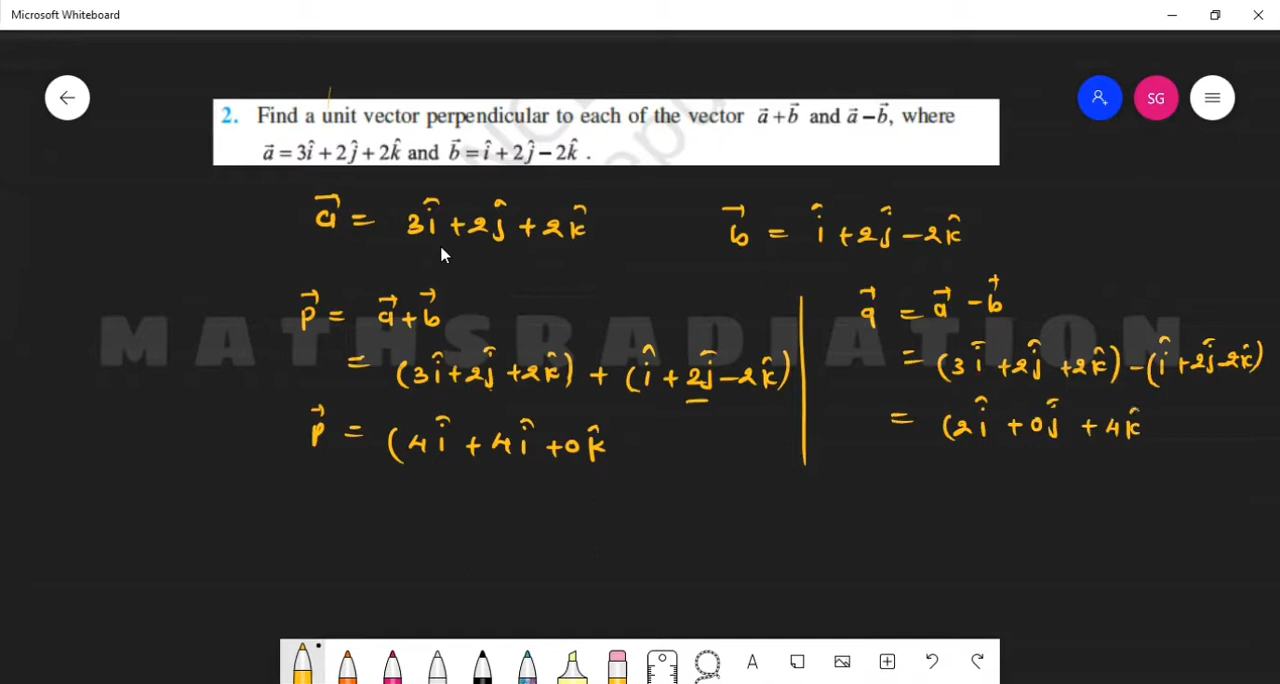 Microsoft Whiteboard
SG
2. Find a unit vector perpendicular to each of the vector a⃗ + b⃗ and a⃗ − b⃗, where
a⃗ = 3î + 2ĵ + 2k̂ and b⃗ = î + 2ĵ − 2k̂ .
a⃗ = 3î + 2ĵ + 2k̂
b⃗ = î + 2ĵ − 2k̂
p⃗ = a⃗ + b⃗
= (3î + 2ĵ + 2k̂) + (î + 2ĵ − 2k̂)
p⃗ = (4î + 4î + 0k̂
q⃗ = a⃗ − b⃗
= (3î + 2ĵ + 2k̂) − (î + 2ĵ − 2k̂)
= (2î + 0ĵ + 4k̂
MATHSRADIATION
A